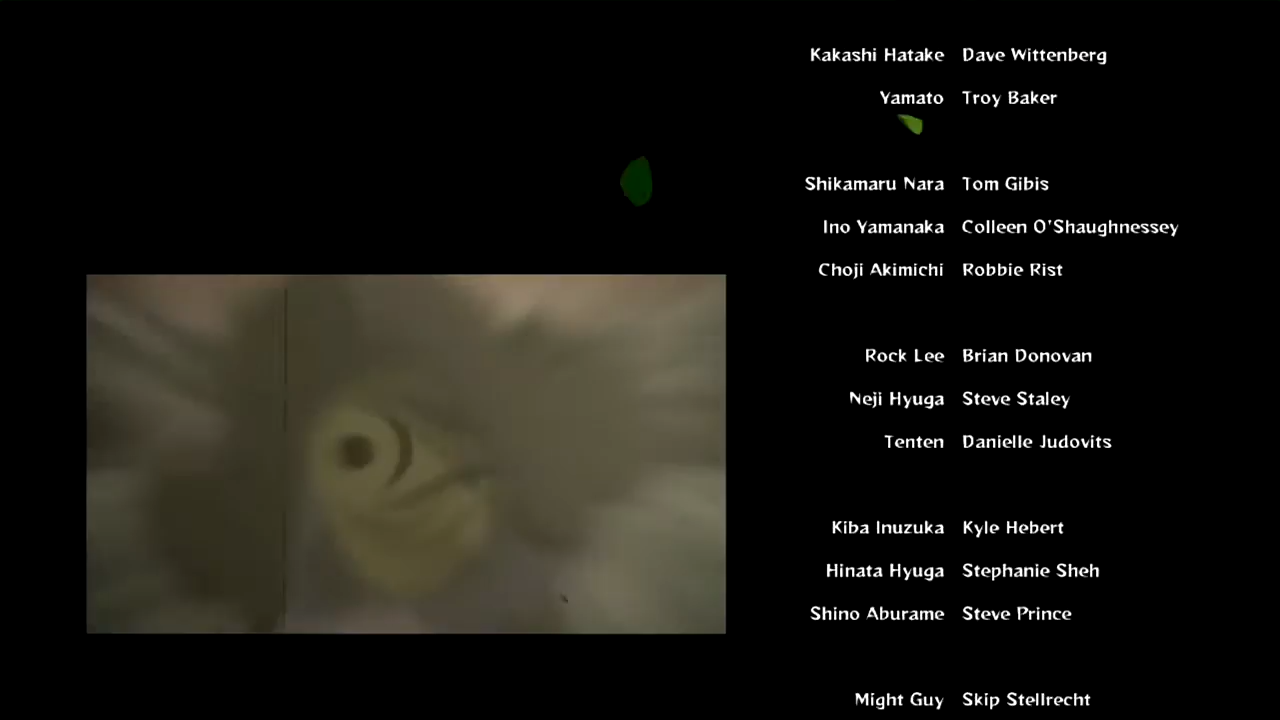 Kakashi Hatake Dave Wittenberg
Yamato Troy Baker
Shikamaru Nara Tom Gibis
Ino Yamanaka Colleen O'Shaughnessey
Choji Akimichi Robbie Rist
Rock Lee Brian Donovan
Neji Hyuga Steve Staley
Tenten Danielle Judovits
Kiba Inuzuka Kyle Hebert
Hinata Hyuga Stephanie Sheh
Shino Aburame Steve Prince
Might Guy Skip Stellrecht